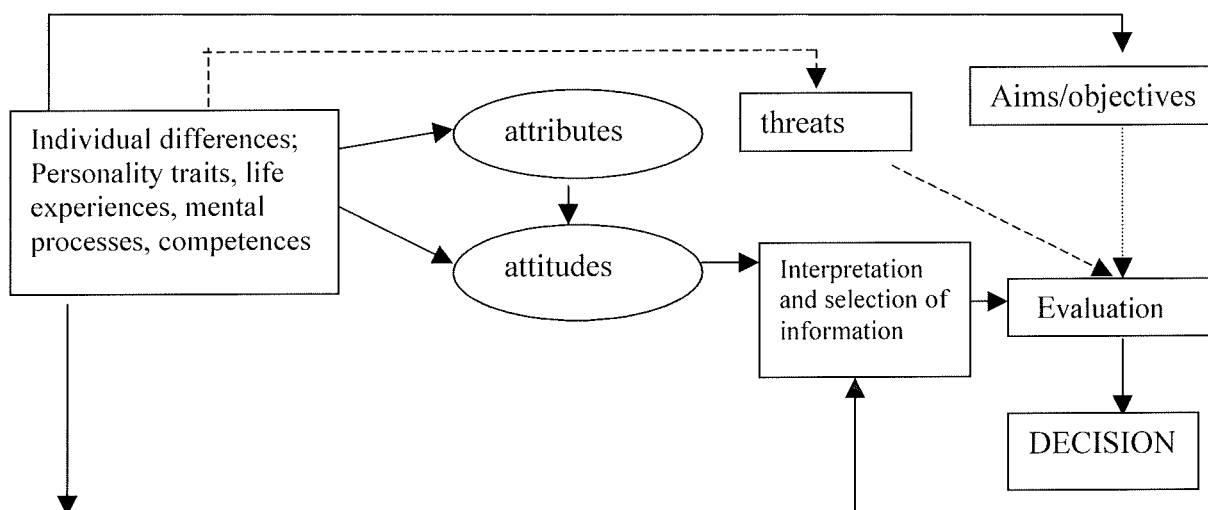 Aims/objectives
attributes
threats
Individual differences;
Personality traits, life
experiences, mental
processes, competences
attitudes
Interpretation
and selection of
information
Evaluation
DECISION